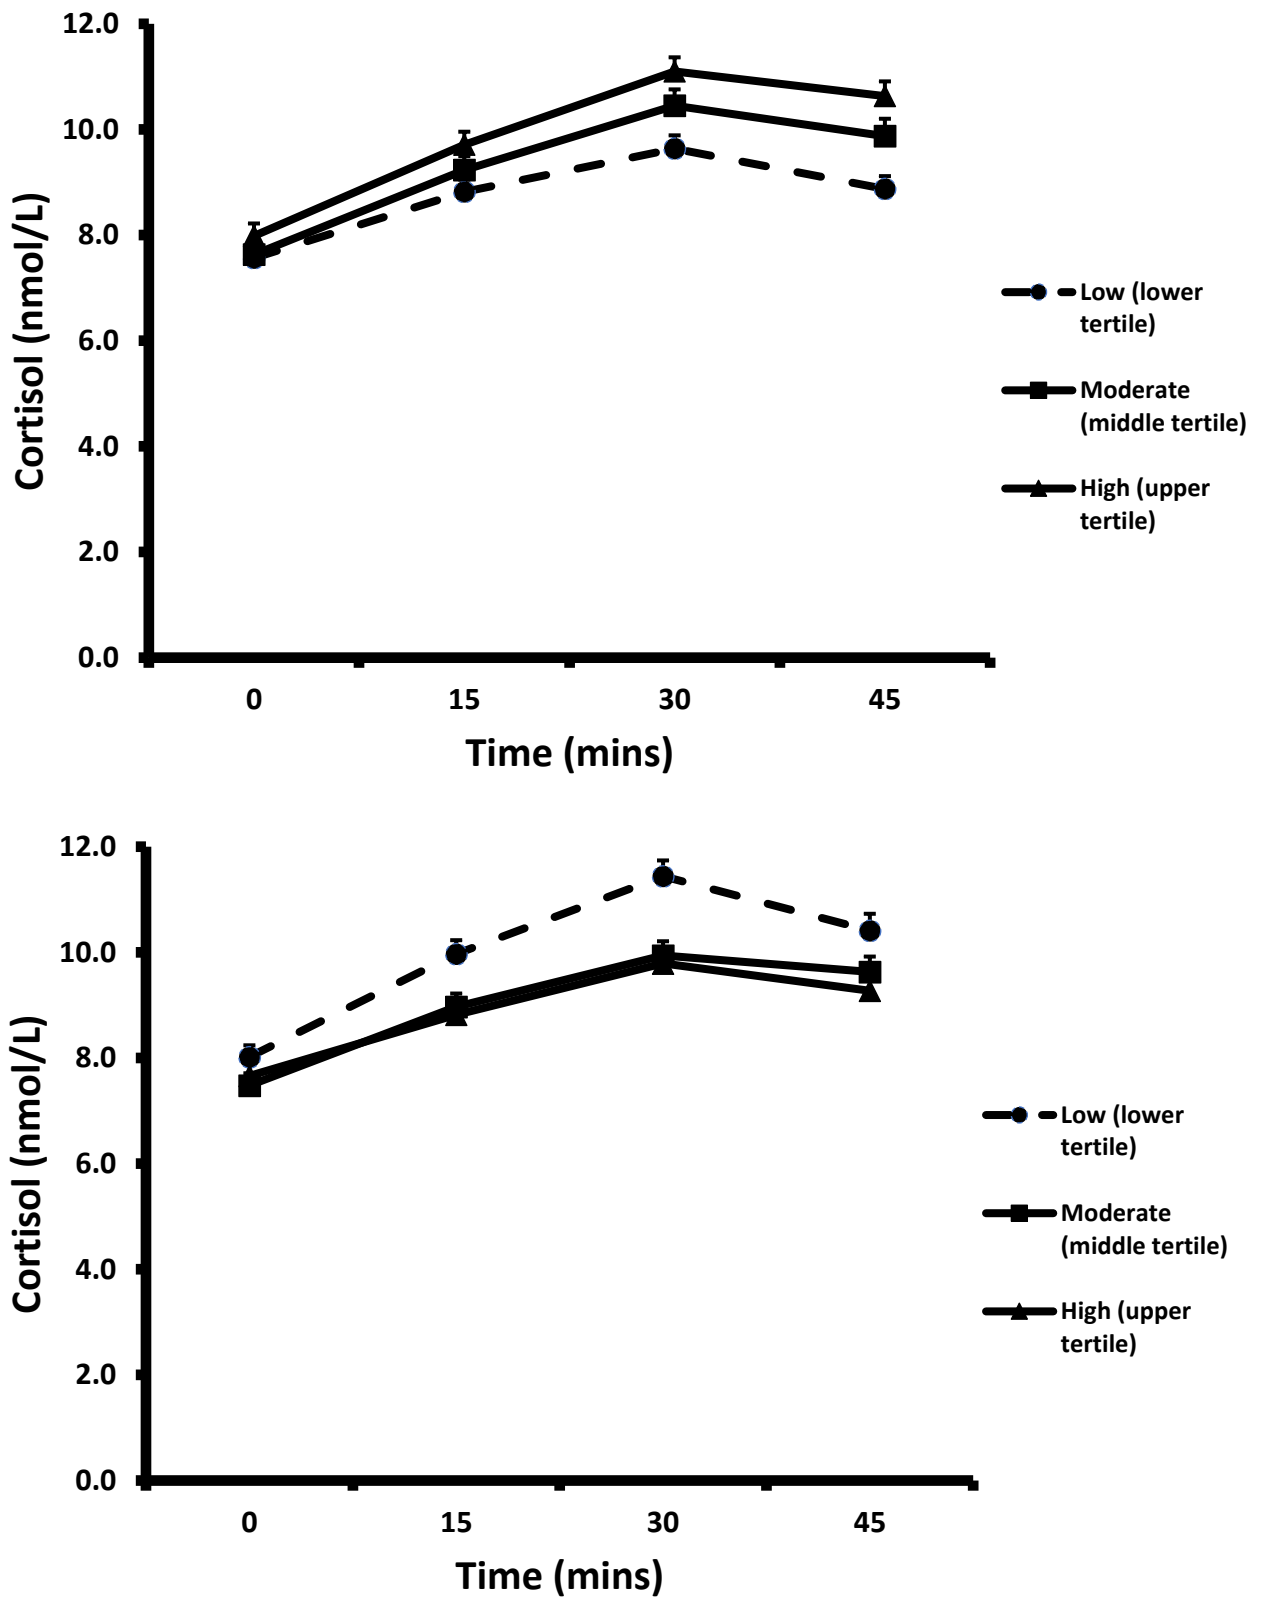 12.0
10.0
8.0
6.0
4.0
2.0
0.0
Cortisol (nmol/L)
0 15 30 45
Time (mins)
Low (lower
tertile)
Moderate
(middle tertile)
High (upper
tertile)
12.0
10.0
8.0
6.0
4.0
2.0
0.0
Cortisol (nmol/L)
0 15 30 45
Time (mins)
Low (lower
tertile)
Moderate
(middle tertile)
High (upper
tertile)